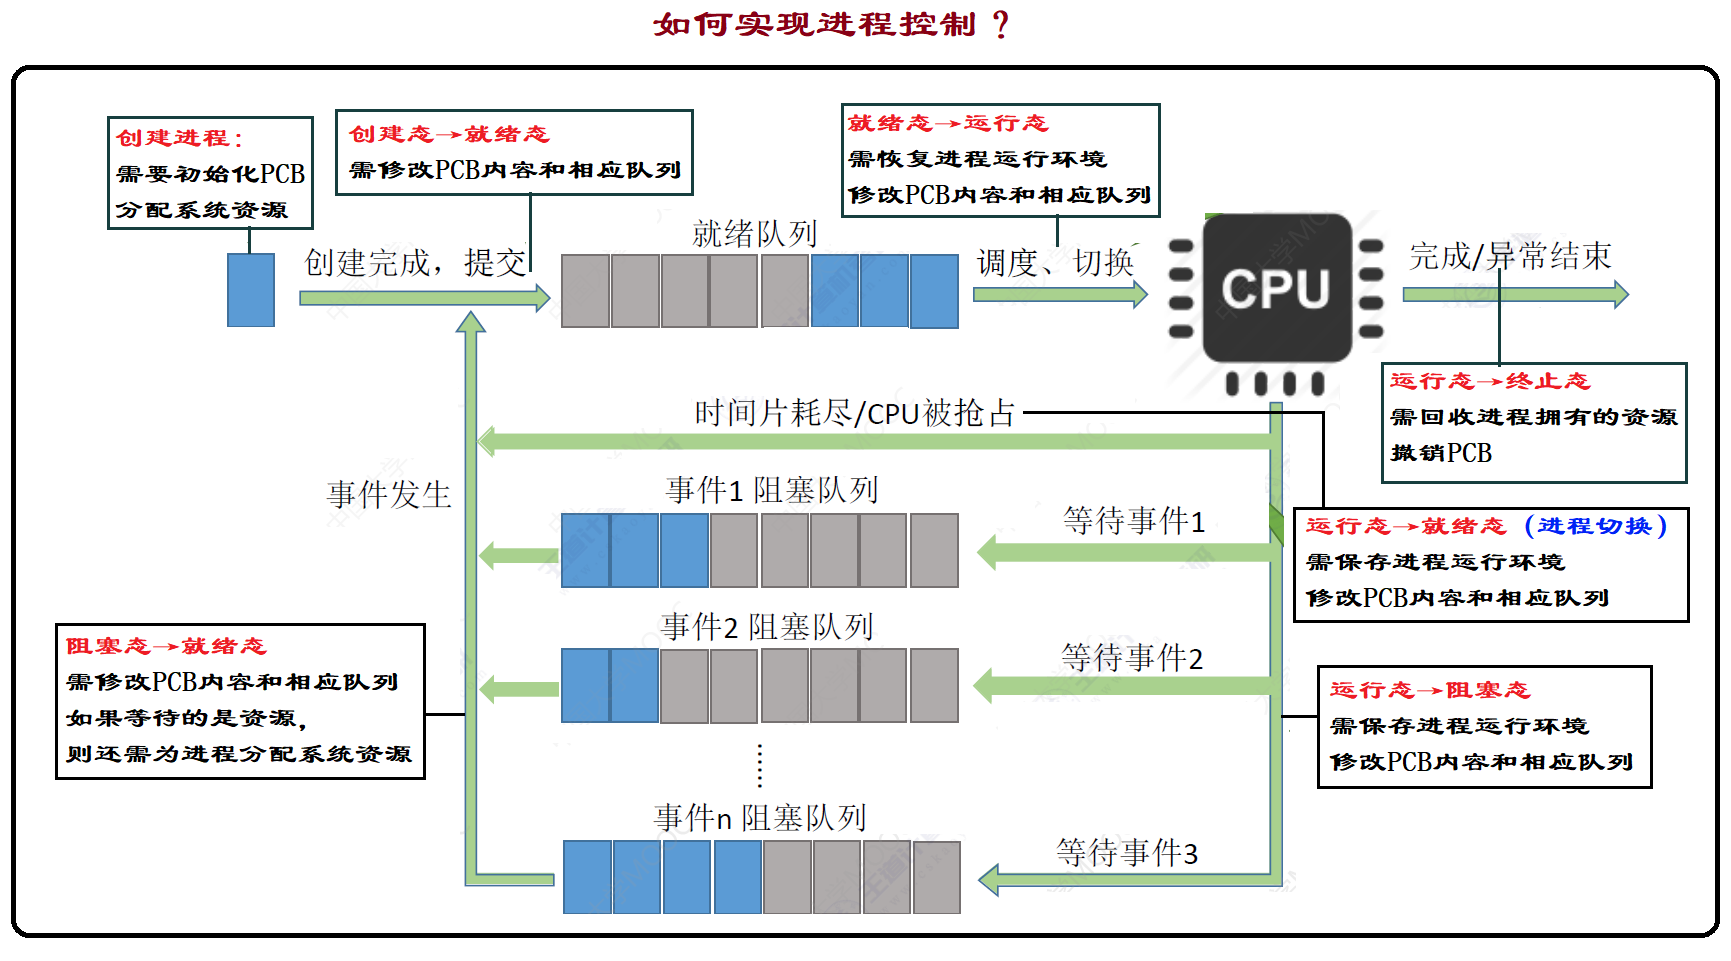 如何实现进程控制？
创建进程：
需要初始化PCB
分配系统资源
创建态→就绪态
需修改PCB内容和相应队列
就绪态→运行态
需恢复进程运行环境
修改PCB内容和相应队列
创建完成，提交
就绪队列
调度、切换
CPU
完成/异常结束
运行态→终止态
需回收进程拥有的资源
撤销PCB
时间片耗尽/CPU被抢占
事件发生
事件1 阻塞队列
等待事件1
运行态→就绪态（进程切换）
需保存进程运行环境
修改PCB内容和相应队列
事件2 阻塞队列
等待事件2
阻塞态→就绪态
需修改PCB内容和相应队列
如果等待的是资源，
则还需为进程分配系统资源
运行态→阻塞态
需保存进程运行环境
修改PCB内容和相应队列
……
事件n 阻塞队列
等待事件3